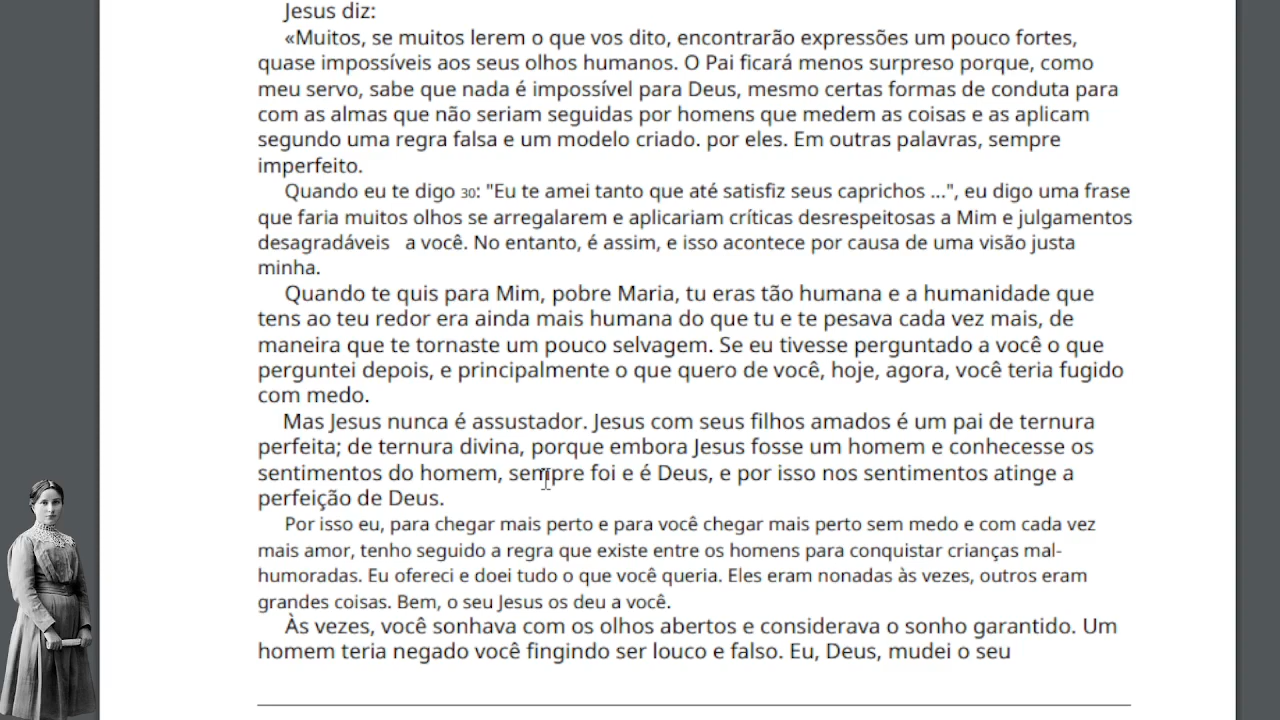 Jesus diz:
«Muitos, se muitos lerem o que vos dito, encontrarão expressões um pouco fortes,
quase impossíveis aos seus olhos humanos. O Pai ficará menos surpreso porque, como
meu servo, sabe que nada é impossível para Deus, mesmo certas formas de conduta para
com as almas que não seriam seguidas por homens que medem as coisas e as aplicam
segundo uma regra falsa e um modelo criado. por eles. Em outras palavras, sempre
imperfeito.
Quando eu te digo 30: "Eu te amei tanto que até satisfiz seus caprichos ...", eu digo uma frase
que faria muitos olhos se arregalarem e aplicariam críticas desrespeitosas a Mim e julgamentos
desagradáveis a você. No entanto, é assim, e isso acontece por causa de uma visão justa
minha.
Quando te quis para Mim, pobre Maria, tu eras tão humana e a humanidade que
tens ao teu redor era ainda mais humana do que tu e te pesava cada vez mais, de
maneira que te tornaste um pouco selvagem. Se eu tivesse perguntado a você o que
perguntei depois, e principalmente o que quero de você, hoje, agora, você teria fugido
com medo.
Mas Jesus nunca é assustador. Jesus com seus filhos amados é um pai de ternura
perfeita; de ternura divina, porque embora Jesus fosse um homem e conhecesse os
sentimentos do homem, sempre foi e é Deus, e por isso nos sentimentos atinge a
perfeição de Deus.
Por isso eu, para chegar mais perto e para você chegar mais perto sem medo e com cada vez
mais amor, tenho seguido a regra que existe entre os homens para conquistar crianças mal-
humoradas. Eu ofereci e doei tudo o que você queria. Eles eram nonadas às vezes, outros eram
grandes coisas. Bem, o seu Jesus os deu a você.
Às vezes, você sonhava com os olhos abertos e considerava o sonho garantido. Um
homem teria negado você fingindo ser louco e falso. Eu, Deus, mudei o seu